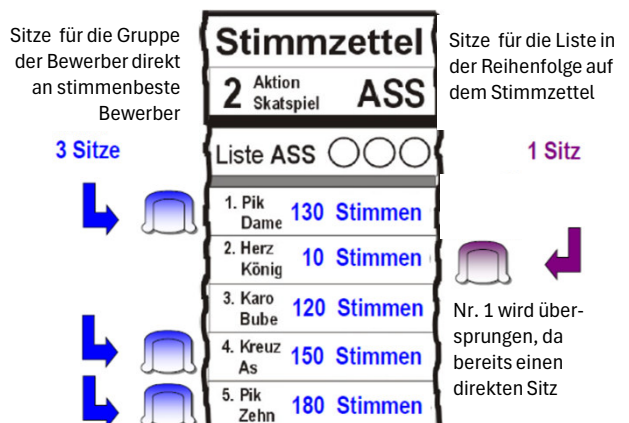 Sitze für die Gruppe
der Bewerber direkt
an stimmenbeste
Bewerber
3 Sitze
Stimmzettel
2 Aktion
Skatspiel ASS
Liste ASS
1. Pik
Dame 130 Stimmen
2. Herz
König 10 Stimmen
3. Karo
Bube 120 Stimmen
4. Kreuz
As 150 Stimmen
5. Pik
Zehn 180 Stimmen
Sitze für die Liste in
der Reihenfolge auf
dem Stimmzettel
1 Sitz
Nr. 1 wird über-
sprungen, da
bereits einen
direkten Sitz